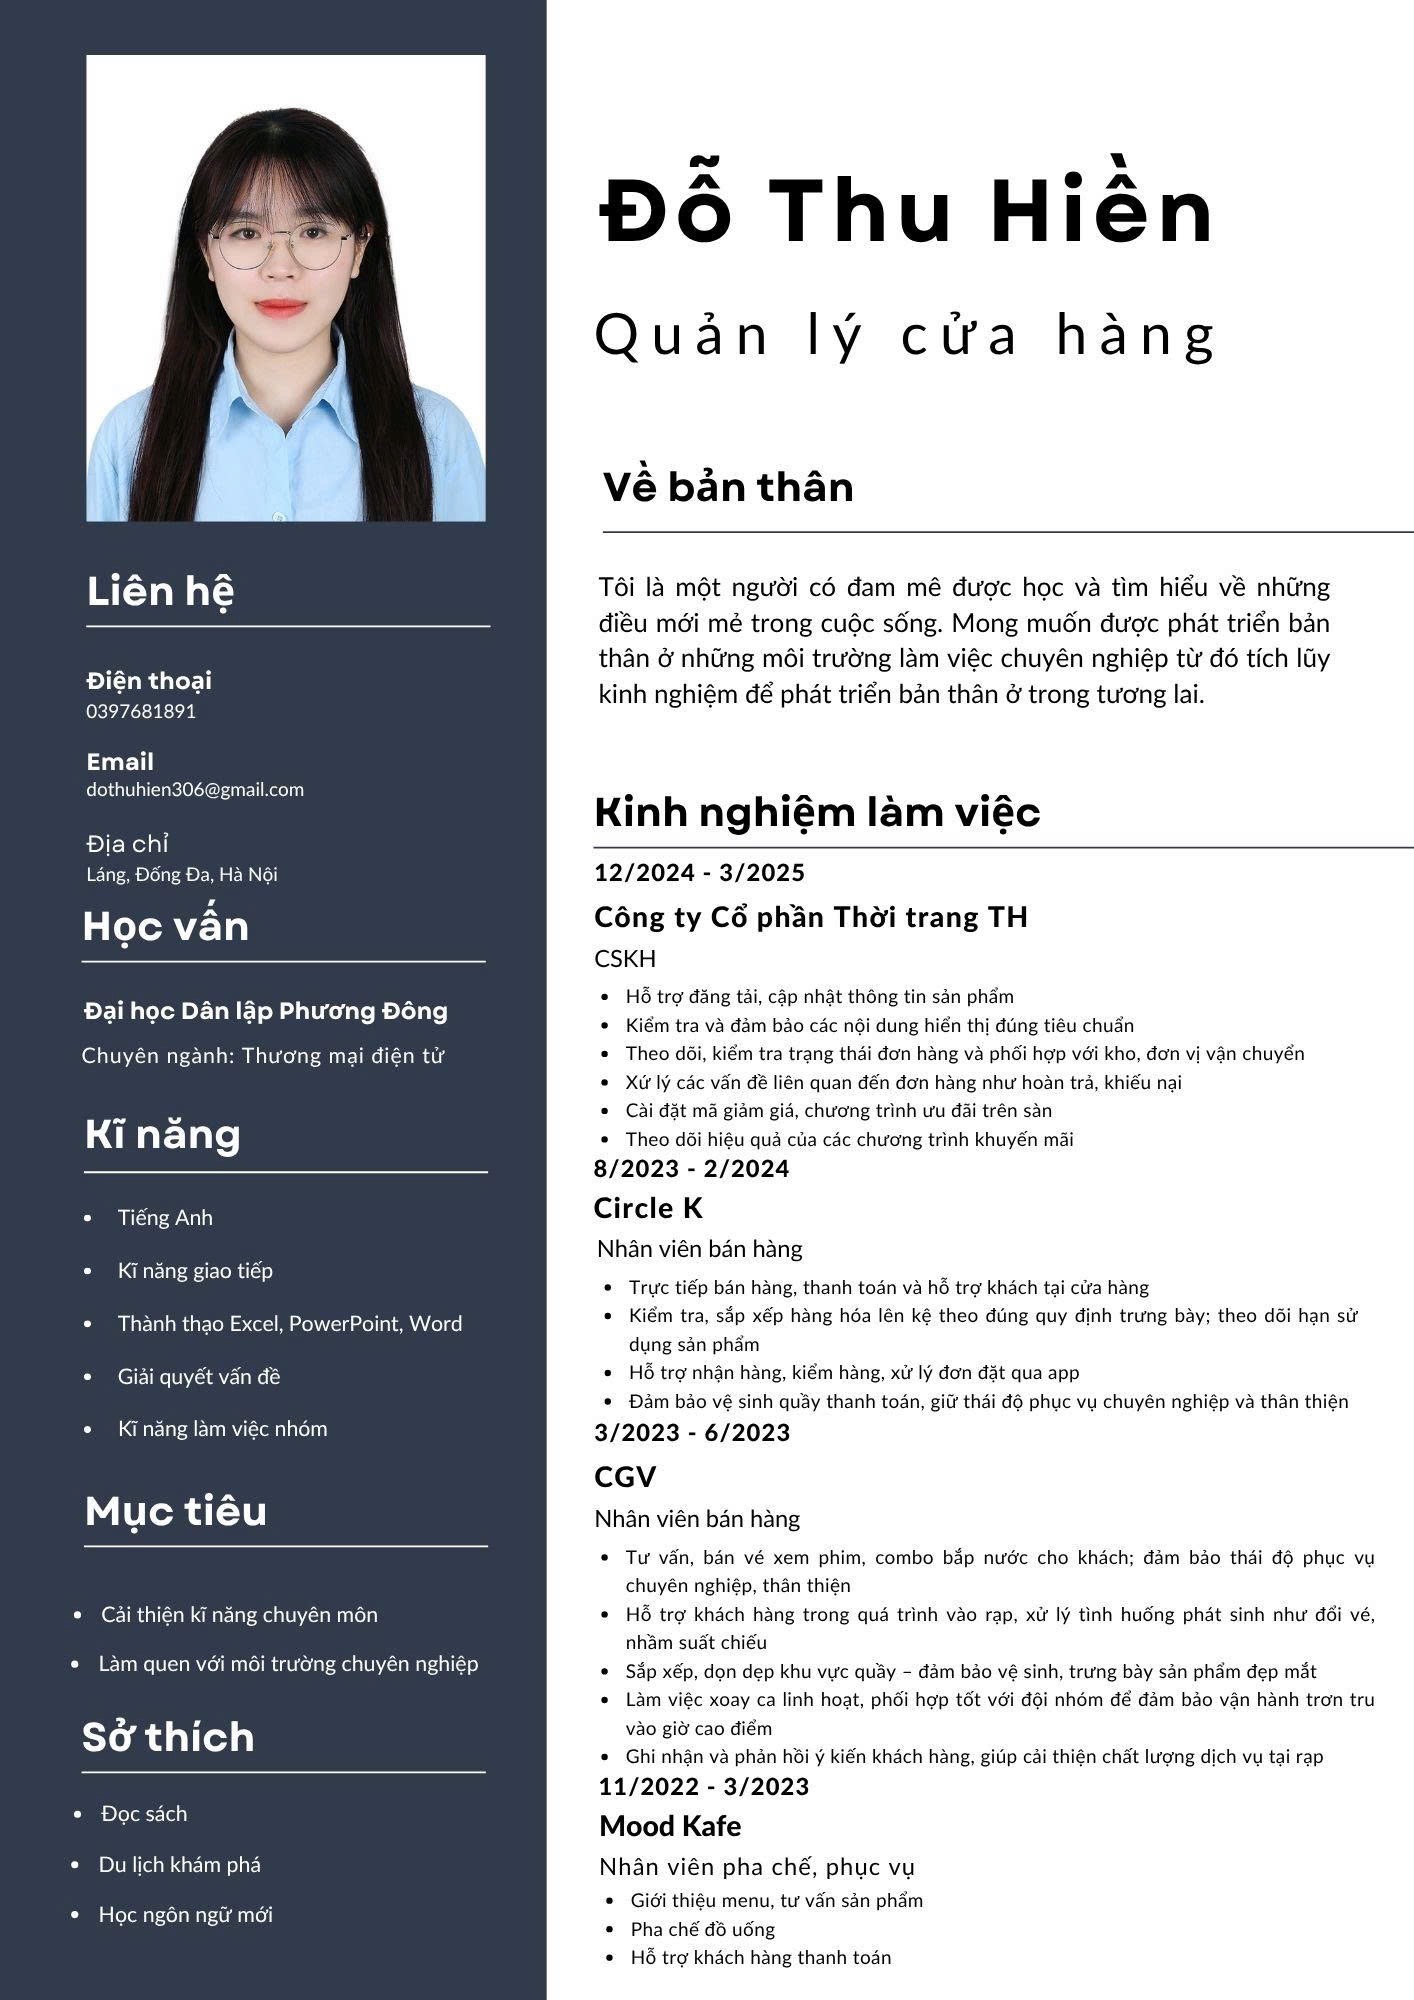 Đỗ Thu Hiền
Quản lý cửa hàng
Liên hệ
Điện thoại
0397681891
Email
dothuhien306@gmail.com
Địa chỉ
Láng, Đống Đa, Hà Nội
Học vấn
Đại học Dân lập Phương Đông
Chuyên ngành: Thương mại điện tử
Kĩ năng
• Tiếng Anh
• Kĩ năng giao tiếp
• Thành thạo Excel, PowerPoint, Word
• Giải quyết vấn đề
• Kĩ năng làm việc nhóm
Mục tiêu
• Cải thiện kĩ năng chuyên môn
• Làm quen với môi trường chuyên nghiệp
Sở thích
• Đọc sách
• Du lịch khám phá
• Học ngôn ngữ mới
Về bản thân
Tôi là một người có đam mê được học và tìm hiểu về những
điều mới mẻ trong cuộc sống. Mong muốn được phát triển bản
thân ở những môi trường làm việc chuyên nghiệp từ đó tích lũy
kinh nghiệm để phát triển bản thân ở trong tương lai.
Kinh nghiệm làm việc
12/2024 - 3/2025
Công ty Cổ phần Thời trang TH
CSKH
• Hỗ trợ đăng tải, cập nhật thông tin sản phẩm
• Kiểm tra và đảm bảo các nội dung hiển thị đúng tiêu chuẩn
• Theo dõi, kiểm tra trạng thái đơn hàng và phối hợp với kho, đơn vị vận chuyển
• Xứ lý các vấn đề liên quan đến đơn hàng như hoàn trả, khiếu nại
• Cài đặt mã giảm giá, chương trình ưu đãi trên sàn
• Theo dõi hiệu quả của các chương trình khuyến mãi
8/2023 - 2/2024
Circle K
Nhân viên bán hàng
• Trực tiếp bán hàng, thanh toán và hỗ trợ khách tại cửa hàng
• Kiểm tra, sắp xếp hàng hóa lên kệ theo đúng quy định trưng bày; theo dõi hạn sử
dụng sản phẩm
• Hỗ trợ nhận hàng, kiểm hàng, xử lý đơn đặt qua app
• Đảm bảo vệ sinh quầy thanh toán, giữ thái độ phục vụ chuyên nghiệp và thân thiện
3/2023 - 6/2023
CGV
Nhân viên bán hàng
• Tư vấn, bán vé xem phim, combo bắp nước cho khách; đảm bảo thái độ phục vụ
chuyên nghiệp, thân thiện
• Hỗ trợ khách hàng trong quá trình vào rạp, xử lý tình huống phát sinh như đổi vé,
nhầm suất chiếu
• Sắp xếp, dọn dẹp khu vực quầy – đảm bảo vệ sinh, trưng bày sản phẩm đẹp mắt
• Làm việc xoay ca linh hoạt, phối hợp tốt với đội nhóm để đảm bảo vận hành trơn tru
vào giờ cao điểm
• Ghi nhận và phản hồi ý kiến khách hàng, giúp cải thiện chất lượng dịch vụ tại rạp
11/2022 - 3/2023
Mood Kafe
Nhân viên pha chế, phục vụ
• Giới thiệu menu, tư vấn sản phẩm
• Pha chế đồ uống
• Hỗ trợ khách hàng thanh toán